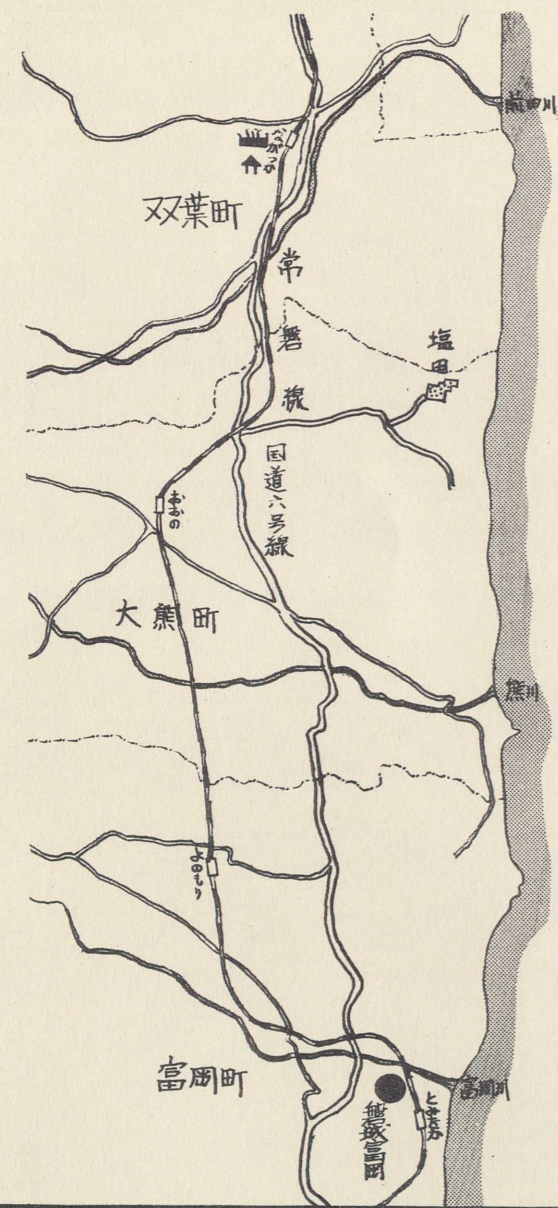 前田川
ながつか
双葉町
常磐線
塩田
国道六号線
おおの
大熊町
熊川
よのもり
富岡町
富岡川
とみおか
磐城富岡